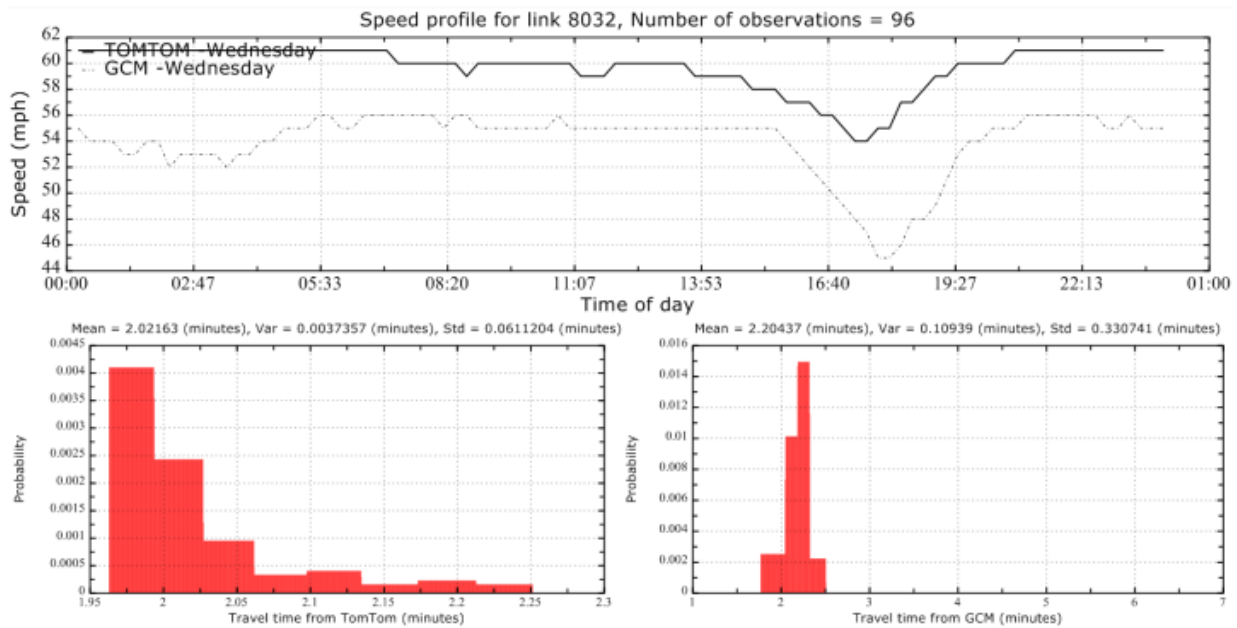 Speed profile for link 8032, Number of observations = 96
62
60
58
56
54
52
50
48
46
44
Speed (mph)
TOMTOM -Wednesday
GCM -Wednesday
00:00 02:47 05:33 08:20 11:07 13:53 16:40 19:27 22:13 01:00
Time of day
Mean = 2.02163 (minutes), Var = 0.0037357 (minutes), Std = 0.0611204 (minutes)
0.0045
0.004
0.0035
0.003
0.0025
0.002
0.0015
0.001
0.0005
0
Probability
1.95 2 2.05 2.1 2.15 2.2 2.25 2.3
Travel time from TomTom (minutes)
Mean = 2.20437 (minutes), Var = 0.10939 (minutes), Std = 0.330741 (minutes)
0.016
0.014
0.012
0.01
0.008
0.006
0.004
0.002
0
Probability
1 2 3 4 5 6 7
Travel time from GCM (minutes)